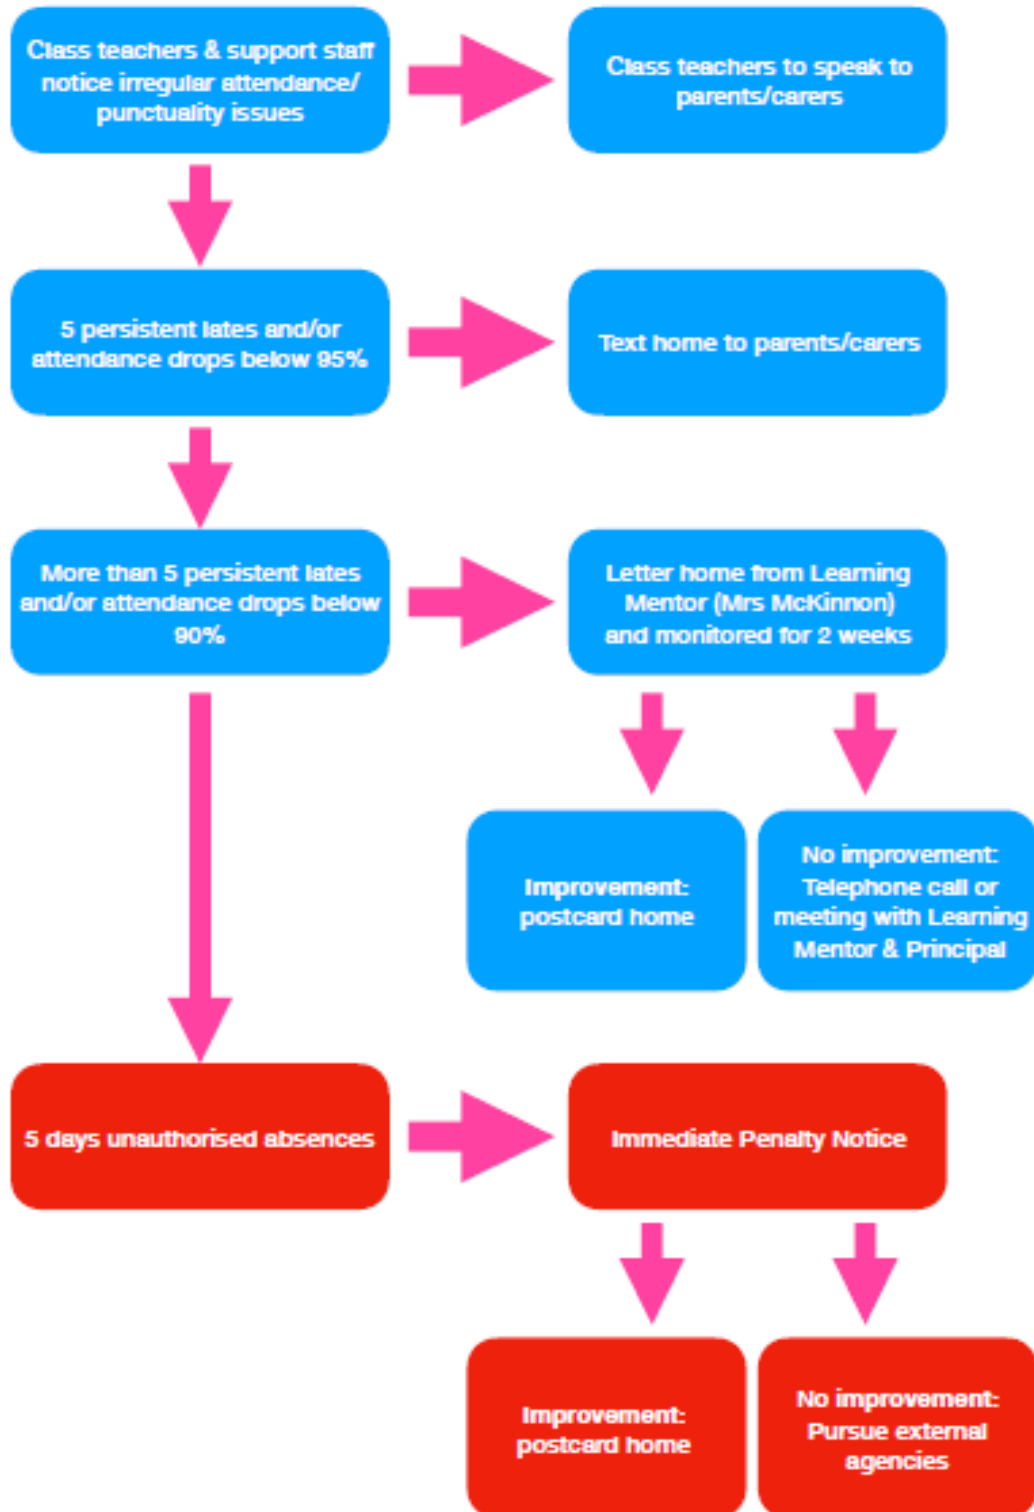 Class teachers & support staff
notice irregular attendance/
punctuality issues
Class teachers to speak to
parents/carers
5 persistent lates and/or
attendance drops below 95%
Text home to parents/carers
More than 5 persistent lates
and/or attendance drops below
90%
Letter home from Learning
Mentor (Mrs McKinnon)
and monitored for 2 weeks
Improvement:
postcard home
No improvement:
Telephone call or
meeting with Learning
Mentor & Principal
5 days unauthorised absences
Immediate Penalty Notice
Improvement:
postcard home
No improvement:
Pursue external
agencies